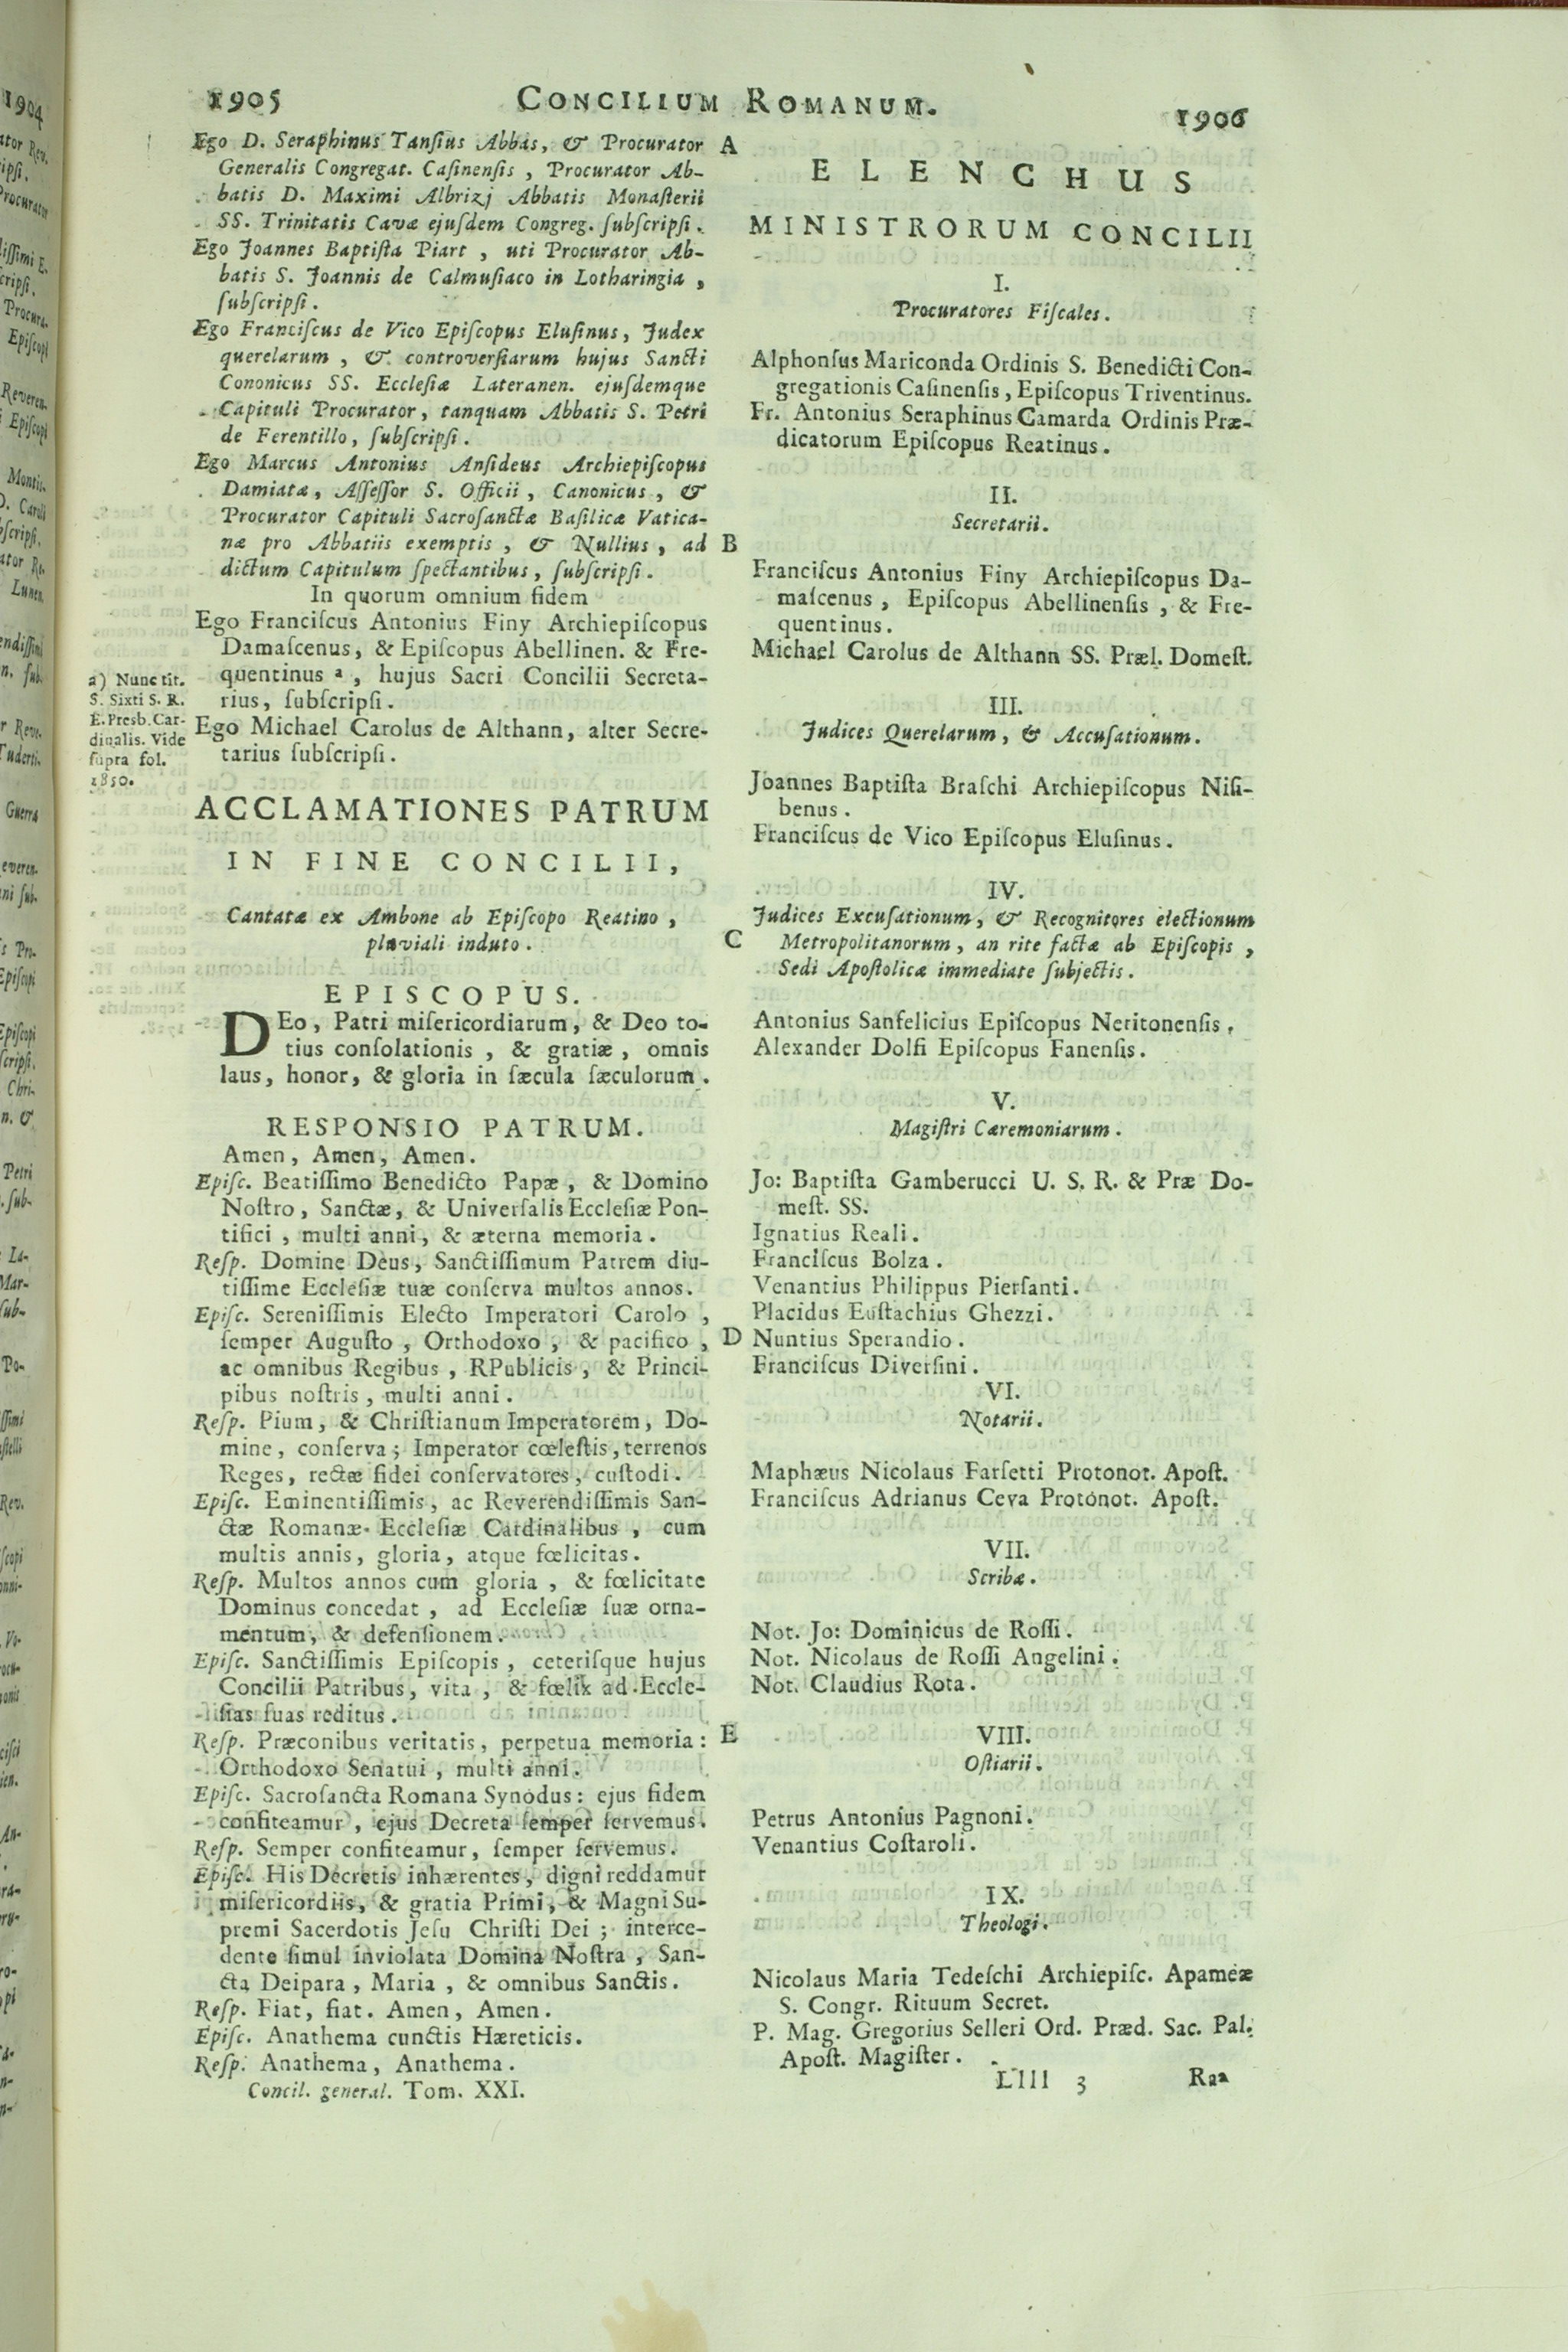 1905
CONCILIUM ROMANUM.
1906
Ego D. Seraphinus Tanſius Abbas, & Procurator
Generalis Congregat. Caſinenſis, Procurator Ab-
batis D. Maximi Albrizj Abbatis Monaſterii
SS. Trinitatis Cavæ ejuſdem Congreg. ſubſcripſi.
Ego Joannes Baptiſta Piart, uti Procurator Ab-
batis S. Joannis de Calmuſiaco in Lotharingia,
ſubſcripſi.
Ego Franciſcus de Vico Epiſcopus Eluſinus, Judex
querelarum, & controverſiarum hujus Sancti
Cononicus SS. Eccleſiæ Lateranen. ejuſdemque
Capituli Procurator, tanquam Abbatis S. Petri
de Ferentillo, ſubſcripſi.
Ego Marcus Antonius Anſideus Archiepiſcopus
Damiatæ, Aſſeſſor S. Officii, Canonicus, &
Procurator Capituli Sacroſanctæ Baſilicæ Vatica-
næ pro Abbatiis exemptis, & Nullius, ad
dictum Capitulum ſpectantibus, ſubſcripſi.
In quorum omnium fidem
Ego Franciſcus Antonius Finy Archiepiſcopus
Damaſcenus, & Epiſcopus Abellinen. & Fre-
quentinus ª, hujus Sacri Concilii Secreta-
rius, ſubſcripſi.
Ego Michael Carolus de Althann, alter Secre-
tarius ſubſcripſi.
a) Nunc tit.
S. Sixti S. R.
E. Presb. Car-
dinalis. Vide
ſupra fol.
1850.
ACCLAMATIONES PATRUM
IN FINE CONCILII,
Cantatæ ex Ambone ab Epiſcopo Reatino,
pluviali induto.
EPISCOPUS.
DEo, Patri miſericordiarum, & Deo to-
tius conſolationis, & gratiæ, omnis
laus, honor, & gloria in ſæcula ſæculorum.
RESPONSIO PATRUM.
Amen, Amen, Amen.
Epiſc. Beatiſſimo Benedicto Papæ, & Domino
Noſtro, Sanctæ, & Univerſalis Eccleſiæ Pon-
tifici, multi anni, & æterna memoria.
Reſp. Domine Deus, Sanctiſſimum Patrem diu-
tiſſime Eccleſiæ tuæ conſerva multos annos.
Epiſc. Sereniſſimis Electo Imperatori Carolo,
ſemper Auguſto, Orthodoxo, & pacifico,
ac omnibus Regibus, RPublicis, & Princi-
pibus noſtris, multi anni.
Reſp. Pium, & Chriſtianum Imperatorem, Do-
mine, conſerva; Imperator cœleſtis, terrenos
Reges, rectæ fidei conſervatores, cuſtodi.
Epiſc. Eminentiſſimis, ac Reverendiſſimis San-
ctæ Romanæ Eccleſiæ Cardinalibus, cum
multis annis, gloria, atque fœlicitas.
Reſp. Multos annos cum gloria, & fœlicitate
Dominus concedat, ad Eccleſiæ ſuæ orna-
mentum, & defenſionem.
Epiſc. Sanctiſſimis Epiſcopis, ceteriſque hujus
Concilii Patribus, vita, & fœlix ad Eccle-
ſias ſuas reditus.
Reſp. Præconibus veritatis, perpetua memoria:
Orthodoxo Senatui, multi anni.
Epiſc. Sacroſancta Romana Synodus: ejus fidem
confiteamur, ejus Decreta ſemper ſervemus.
Reſp. Semper confiteamur, ſemper ſervemus.
Epiſc. His Decretis inhærentes, digni reddamur
miſericordiis, & gratia Primi, & Magni Su-
premi Sacerdotis Jeſu Chriſti Dei; interce-
dente ſimul inviolata Domina Noſtra, San-
cta Deipara, Maria, & omnibus Sanctis.
Reſp. Fiat, fiat. Amen, Amen.
Epiſc. Anathema cunctis Hæreticis.
Reſp. Anathema, Anathema.
Concil. general. Tom. XXI.
A
B
C
D
E
ELENCHUS
MINISTRORUM CONCILII
I.
Procuratores Fiſcales.
Alphonſus Mariconda Ordinis S. Benedicti Con-
gregationis Caſinenſis, Epiſcopus Triventinus.
Fr. Antonius Seraphinus Camarda Ordinis Præ-
dicatorum Epiſcopus Reatinus.
II.
Secretarii.
Franciſcus Antonius Finy Archiepiſcopus Da-
maſcenus, Epiſcopus Abellinenſis, & Fre-
quentinus.
Michael Carolus de Althann SS. Præl. Domeſt.
III.
Judices Querelarum, & Accuſationum.
Joannes Baptiſta Braſchi Archiepiſcopus Niſi-
benus.
Franciſcus de Vico Epiſcopus Eluſinus.
IV.
Judices Excuſationum, & Recognitores electionum
Metropolitanorum, an rite factæ ab Epiſcopis,
Sedi Apoſtolicæ immediate ſubjectis.
Antonius Sanfelicius Epiſcopus Neritonenſis,
Alexander Dolfi Epiſcopus Fanenſis.
V.
Magiſtri Cæremoniarum.
Jo: Baptiſta Gamberucci U. S. R. & Præ Do-
meſt. SS.
Ignatius Reali.
Franciſcus Bolza.
Venantius Philippus Pierſanti.
Placidus Euſtachius Ghezzi.
Nuntius Sperandio.
Franciſcus Diverſini.
VI.
Notarii.
Maphæus Nicolaus Farſetti Protonot. Apoſt.
Franciſcus Adrianus Ceva Protonot. Apoſt.
VII.
Scribæ.
Not. Jo: Dominicus de Roſſi.
Not. Nicolaus de Roſſi Angelini.
Not. Claudius Rota.
VIII.
Oſtiarii.
Petrus Antonius Pagnoni.
Venantius Coſtaroli.
IX.
Theologi.
Nicolaus Maria Tedeſchi Archiepiſc. Apameæ
S. Congr. Rituum Secret.
P. Mag. Gregorius Selleri Ord. Præd. Sac. Pal.
Apoſt. Magiſter.
Llll 3
Raa